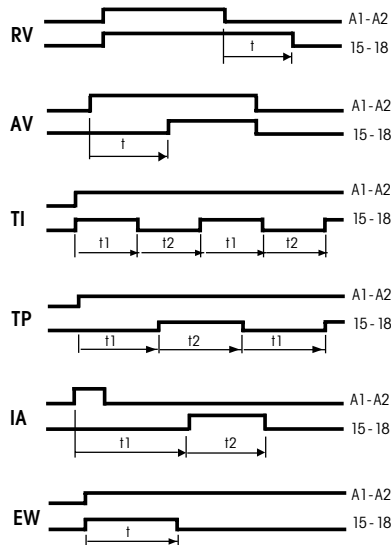 RV A1-A2
15-18
t
AV A1-A2
15-18
t
TI A1-A2
15-18
t1 t2 t1 t2
TP A1-A2
15-18
t1 t2 t1
IA A1-A2
15-18
t1 t2
EW A1-A2
15-18
t